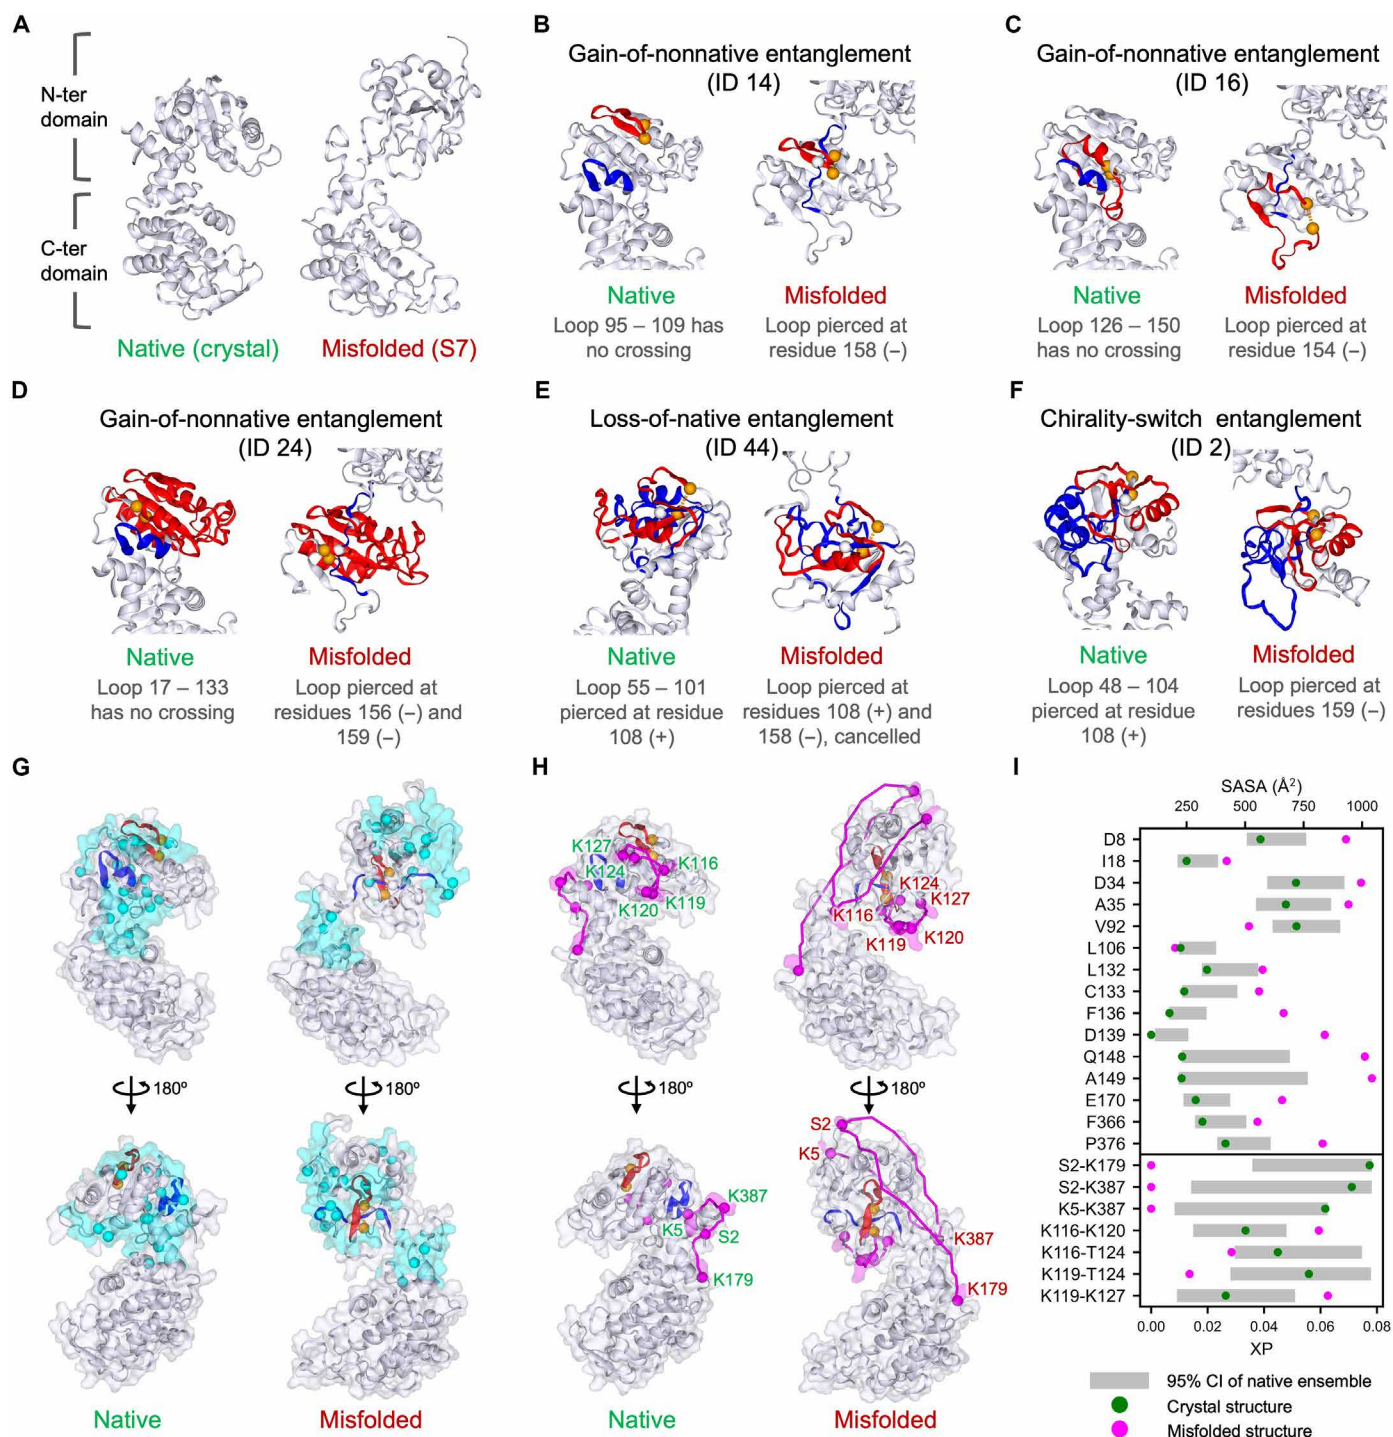 A
N-ter
domain
C-ter
domain
Native (crystal)
Misfolded (S7)
B
Gain-of-nonnative entanglement
(ID 14)
Native
Loop 95 – 109 has
no crossing
Misfolded
Loop pierced at
residue 158 (−)
C
Gain-of-nonnative entanglement
(ID 16)
Native
Loop 126 – 150
has no crossing
Misfolded
Loop pierced at
residue 154 (−)
D
Gain-of-nonnative entanglement
(ID 24)
Native
Loop 17 – 133
has no crossing
Misfolded
Loop pierced at
residues 156 (−) and
159 (−)
E
Loss-of-native entanglement
(ID 44)
Native
Loop 55 – 101
pierced at residue
108 (+)
Misfolded
Loop pierced at
residues 108 (+) and
158 (−), cancelled
F
Chirality-switch entanglement
(ID 2)
Native
Loop 48 – 104
pierced at residue
108 (+)
Misfolded
Loop pierced at
residues 159 (−)
G
180º
180º
Native
Misfolded
H
K127
K124
K116
K119
K120
K124
K127
K116
K119
K120
180º
180º
K387
K5
S2
K179
S2
K5
K387
K179
Native
Misfolded
I
SASA (Å²)
250 500 750 1000
D8
I18
D34
A35
V92
L106
L132
C133
F136
D139
Q148
A149
E170
F366
P376
S2-K179
S2-K387
K5-K387
K116-K120
K116-T124
K119-T124
K119-K127
0.00 0.02 0.04 0.06 0.08
XP
95% CI of native ensemble
Crystal structure
Misfolded structure